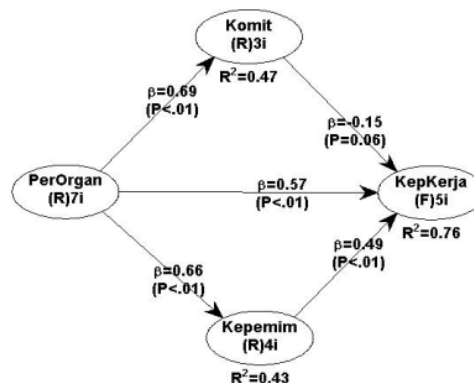 Komit
(R)3i
R²=0.47
β=0.69
(P<.01)
β=-0.15
(P=0.06)
PerOrgan
(R)7i
β=0.57
(P<.01)
KepKerja
(F)5i
R²=0.76
β=0.66
(P<.01)
β=0.49
(P<.01)
Kepemim
(R)4i
R²=0.43